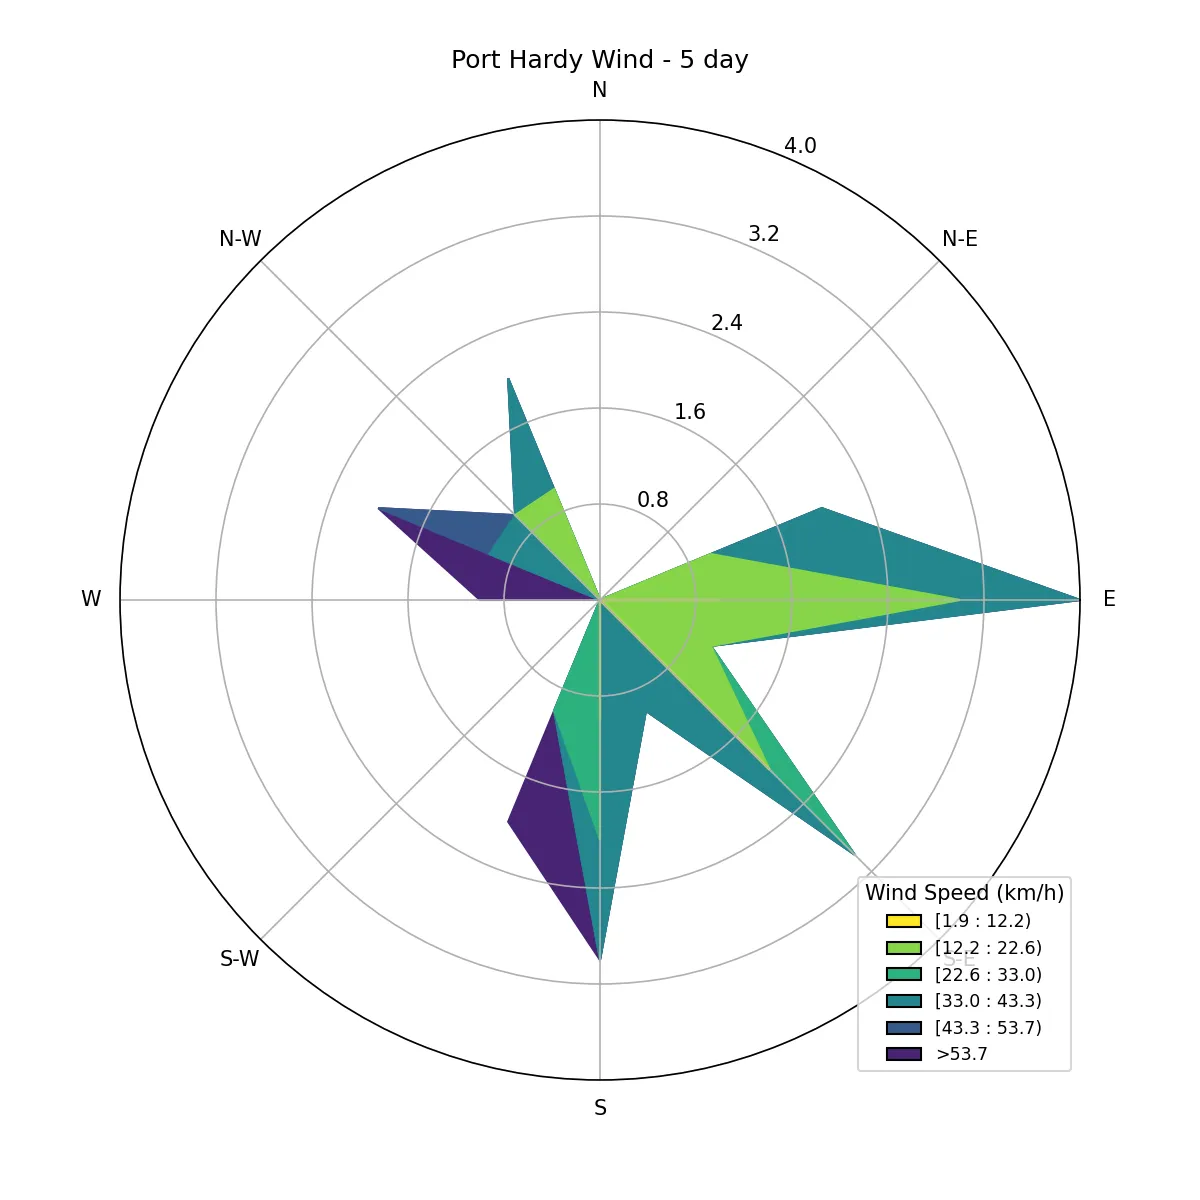 Port Hardy Wind - 5 day
N
4.0
N-W
3.2
N-E
2.4
1.6
0.8
W
E
S-W
S-E
S
Wind Speed (km/h)
[1.9 : 12.2)
[12.2 : 22.6)
[22.6 : 33.0)
[33.0 : 43.3)
[43.3 : 53.7)
>53.7